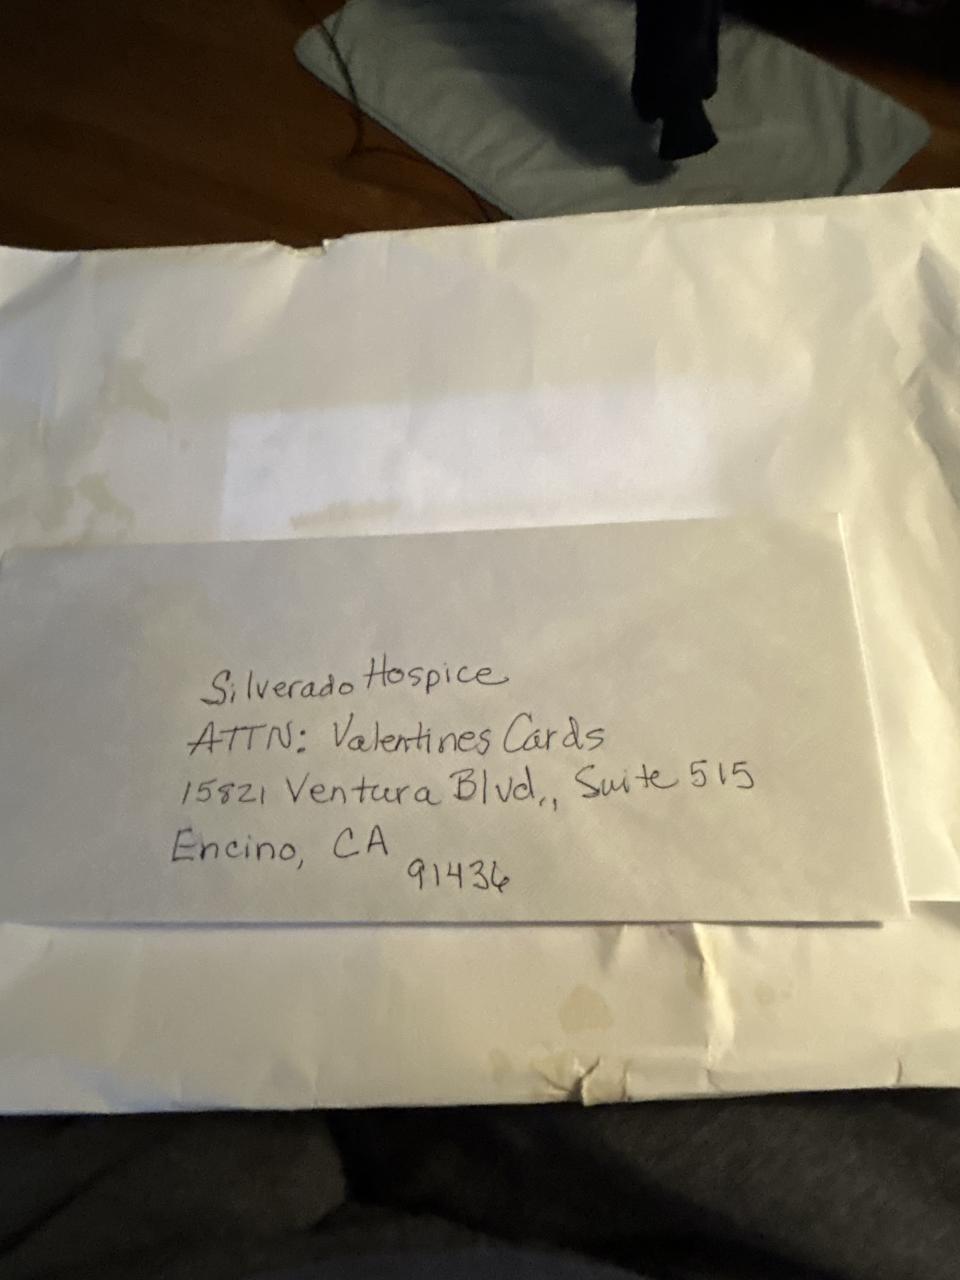 Silverado Hospice
ATTN: Valentines Cards
15821 Ventura Blvd., Suite 515
Encino, CA
91436